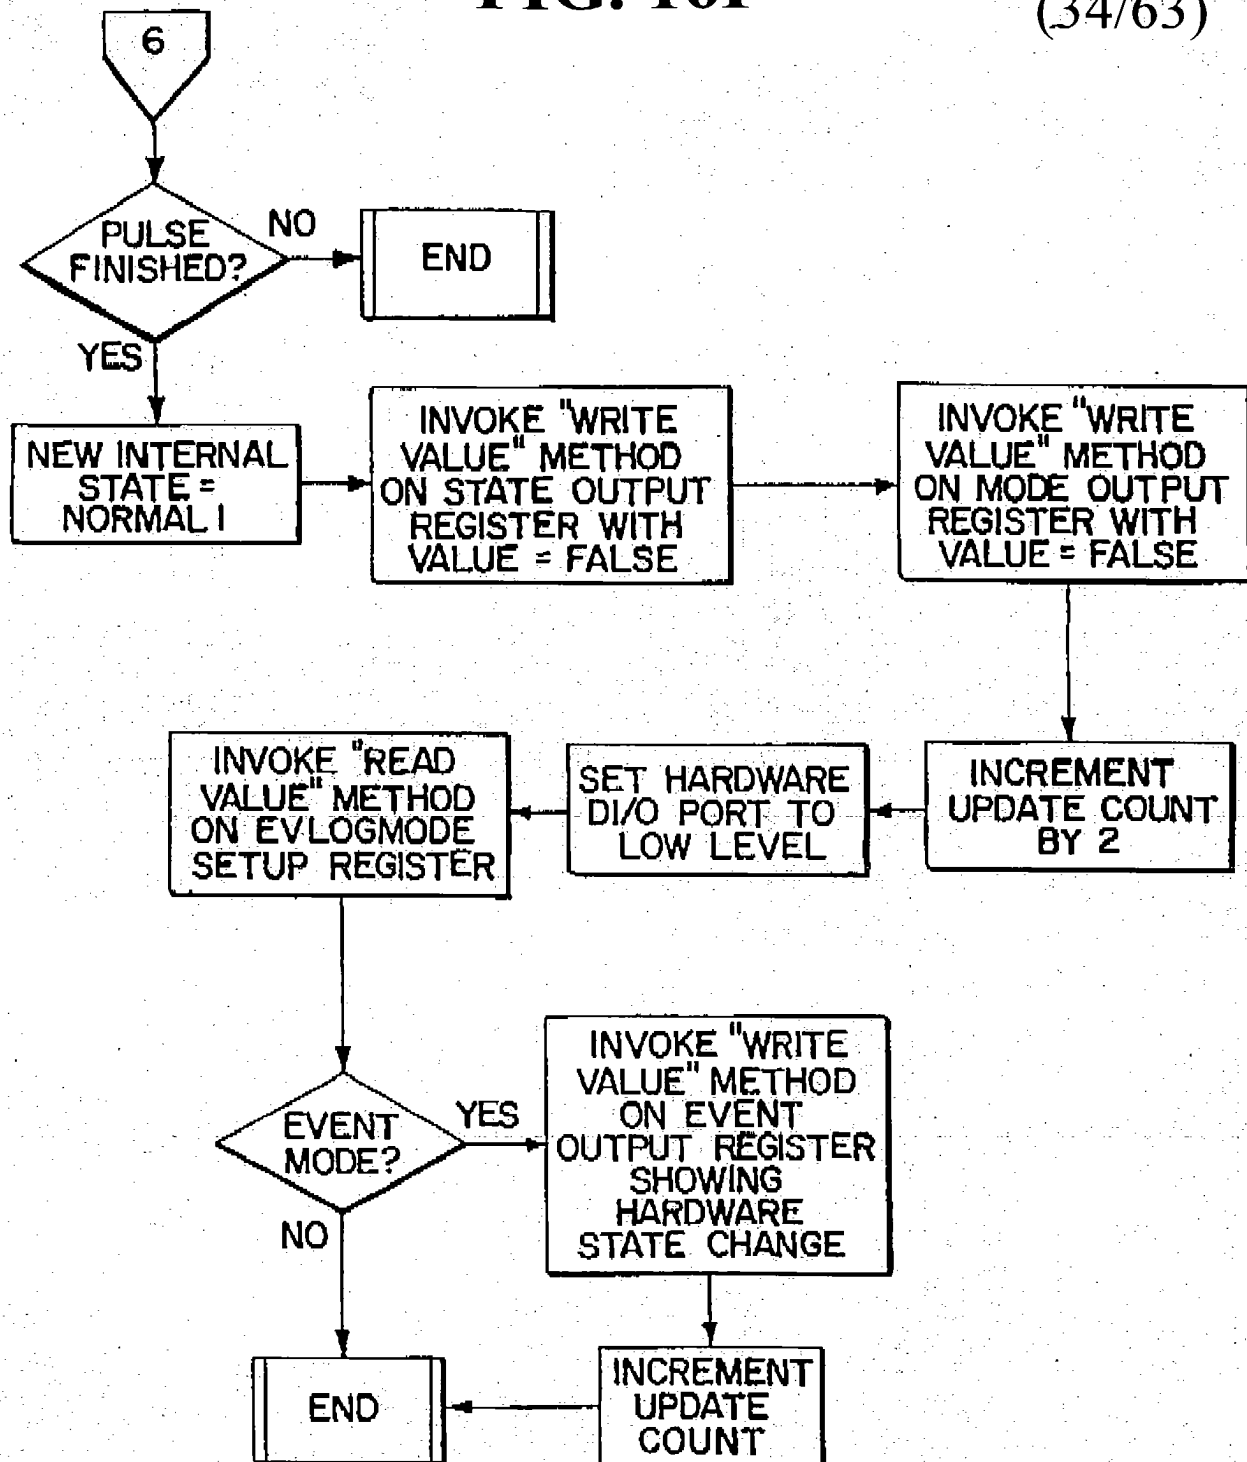 (34/63)
6
PULSE
FINISHED?
NO
END
YES
NEW INTERNAL
STATE =
NORMAL 1
INVOKE "WRITE
VALUE" METHOD
ON STATE OUTPUT
REGISTER WITH
VALUE = FALSE
INVOKE "WRITE
VALUE" METHOD
ON MODE OUTPUT
REGISTER WITH
VALUE = FALSE
INCREMENT
UPDATE COUNT
BY 2
SET HARDWARE
DI/O PORT TO
LOW LEVEL
INVOKE "READ
VALUE" METHOD
ON EVLOGMODE
SETUP REGISTER
EVENT
MODE?
YES
INVOKE "WRITE
VALUE" METHOD
ON EVENT
OUTPUT REGISTER
SHOWING
HARDWARE
STATE CHANGE
NO
END
INCREMENT
UPDATE
COUNT